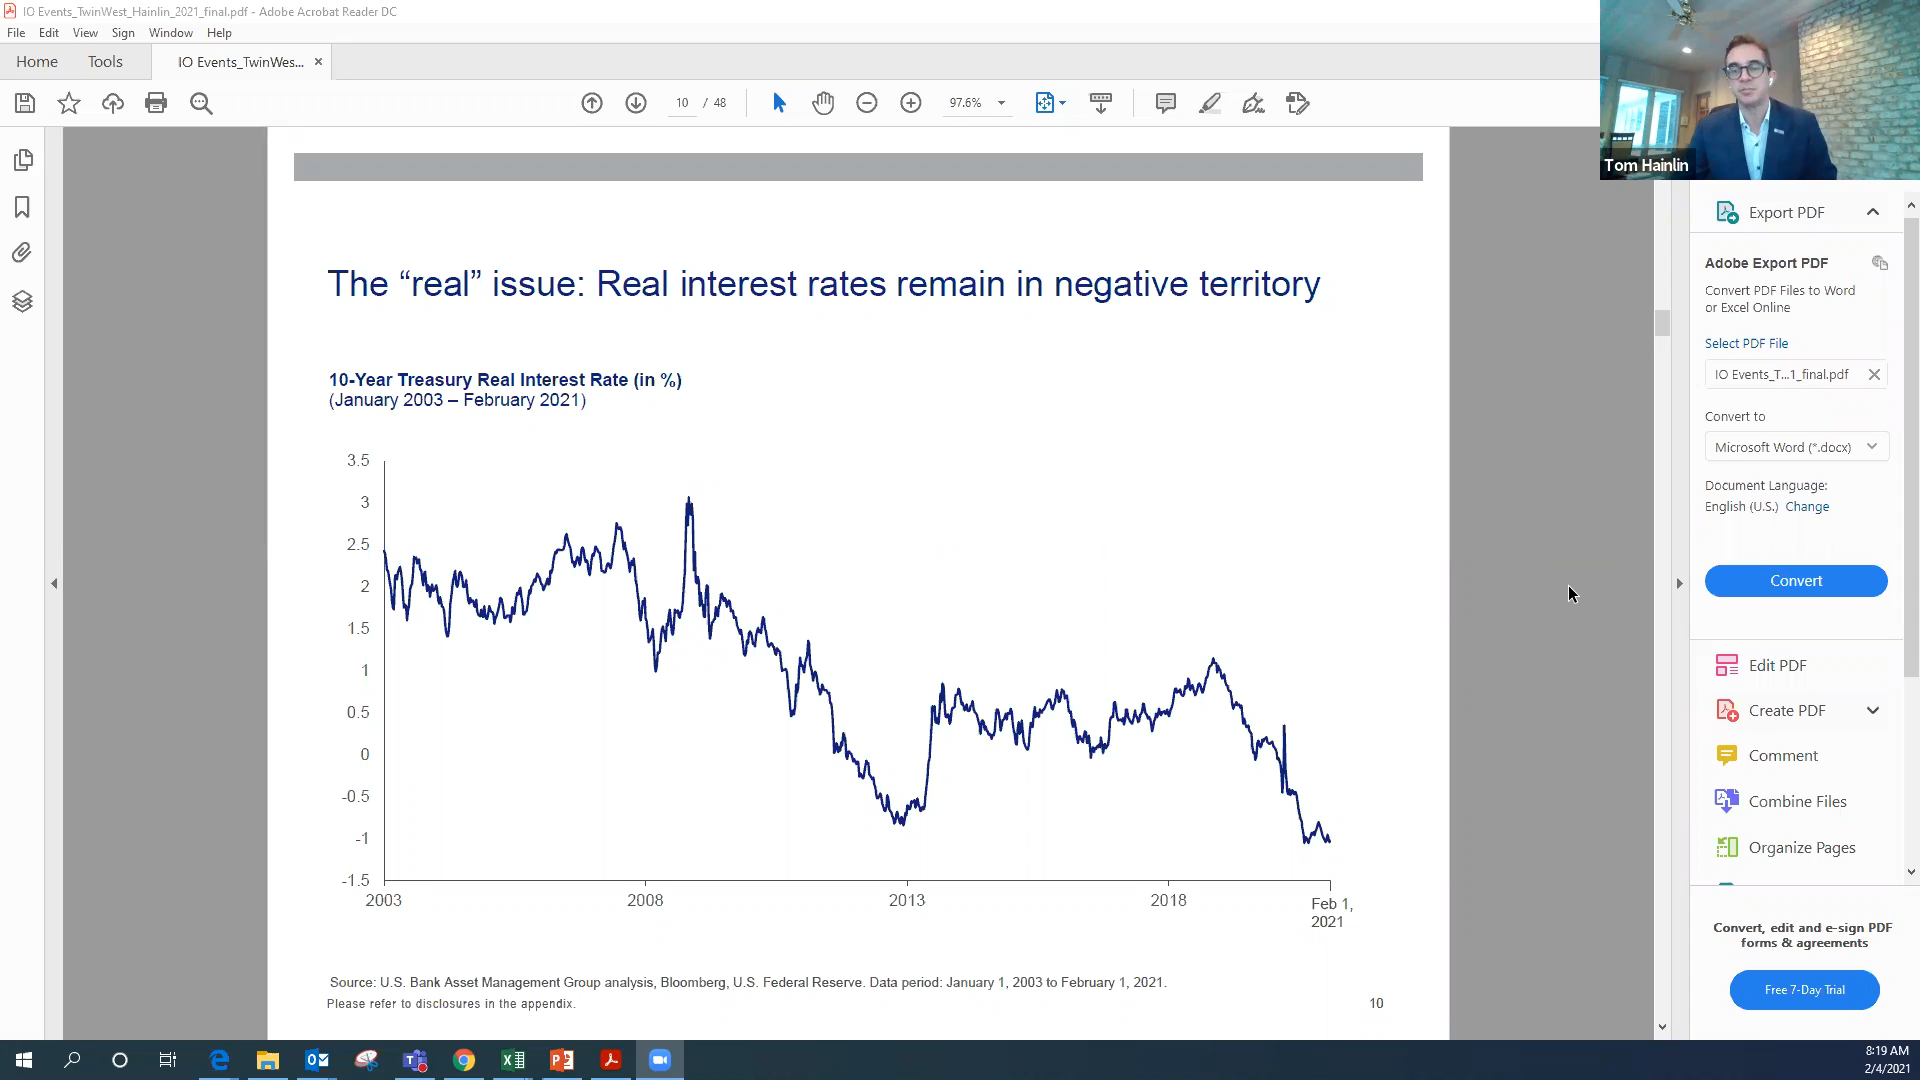 IO Events_TwinWest_Hainlin_2021_final.pdf - Adobe Acrobat Reader DC
File Edit View Sign Window Help
Home Tools IO Events_TwinWes... ×
10 / 48 97.6%
Tom Hainlin
The “real” issue: Real interest rates remain in negative territory
10-Year Treasury Real Interest Rate (in %)
(January 2003 – February 2021)
3.5
3
2.5
2
1.5
1
0.5
0
-0.5
-1
-1.5
2003 2008 2013 2018 Feb 1,
2021
Source: U.S. Bank Asset Management Group analysis, Bloomberg, U.S. Federal Reserve. Data period: January 1, 2003 to February 1, 2021.
Please refer to disclosures in the appendix.
10
Export PDF
Adobe Export PDF
Convert PDF Files to Word
or Excel Online
Select PDF File
IO Events_T...1_final.pdf
Convert to
Microsoft Word (*.docx)
Document Language:
English (U.S.) Change
Convert
Edit PDF
Create PDF
Comment
Combine Files
Organize Pages
Convert, edit and e-sign PDF
forms & agreements
Free 7-Day Trial
8:19 AM
2/4/2021